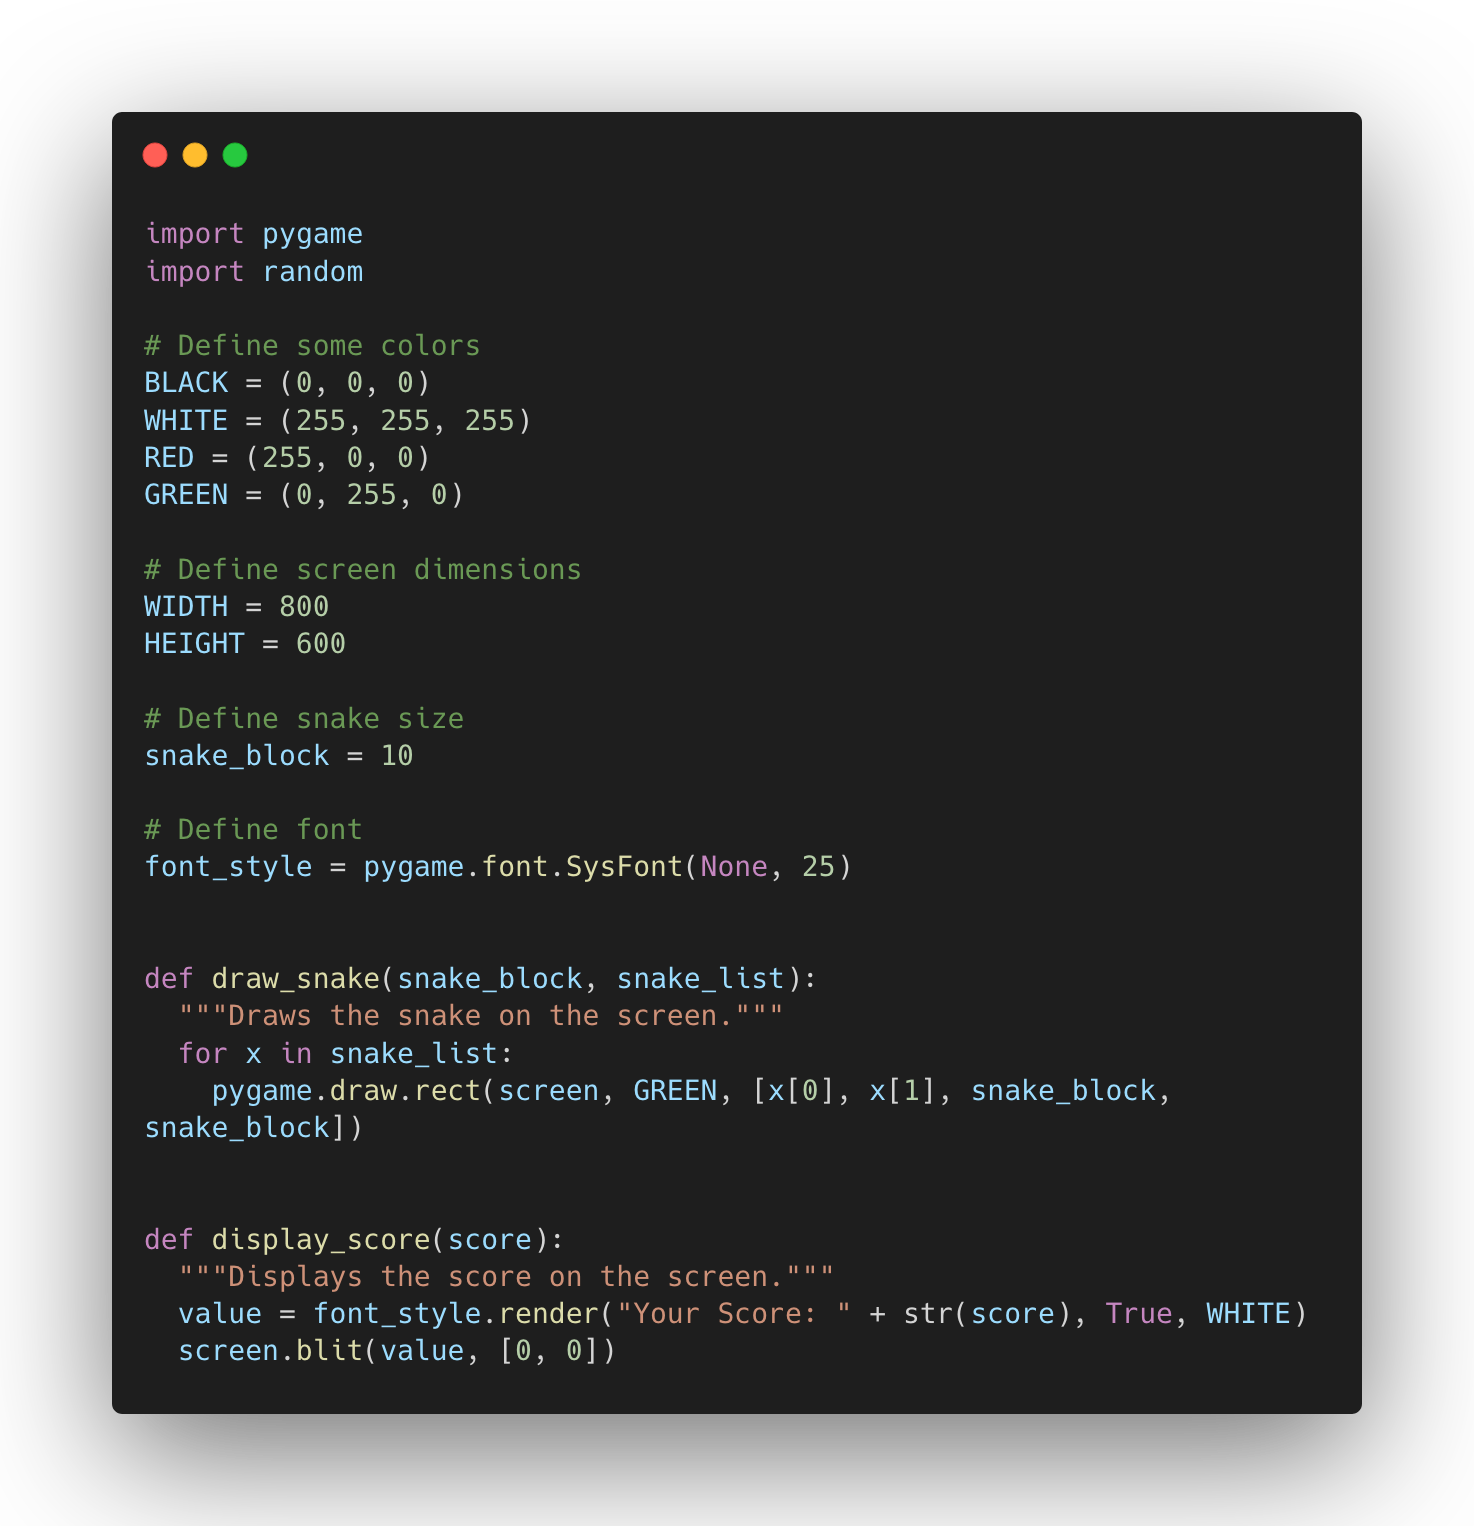 import pygame
import random

# Define some colors
BLACK = (0, 0, 0)
WHITE = (255, 255, 255)
RED = (255, 0, 0)
GREEN = (0, 255, 0)

# Define screen dimensions
WIDTH = 800
HEIGHT = 600

# Define snake size
snake_block = 10

# Define font
font_style = pygame.font.SysFont(None, 25)


def draw_snake(snake_block, snake_list):
  """Draws the snake on the screen."""
  for x in snake_list:
    pygame.draw.rect(screen, GREEN, [x[0], x[1], snake_block,
snake_block])


def display_score(score):
  """Displays the score on the screen."""
  value = font_style.render("Your Score: " + str(score), True, WHITE)
  screen.blit(value, [0, 0])